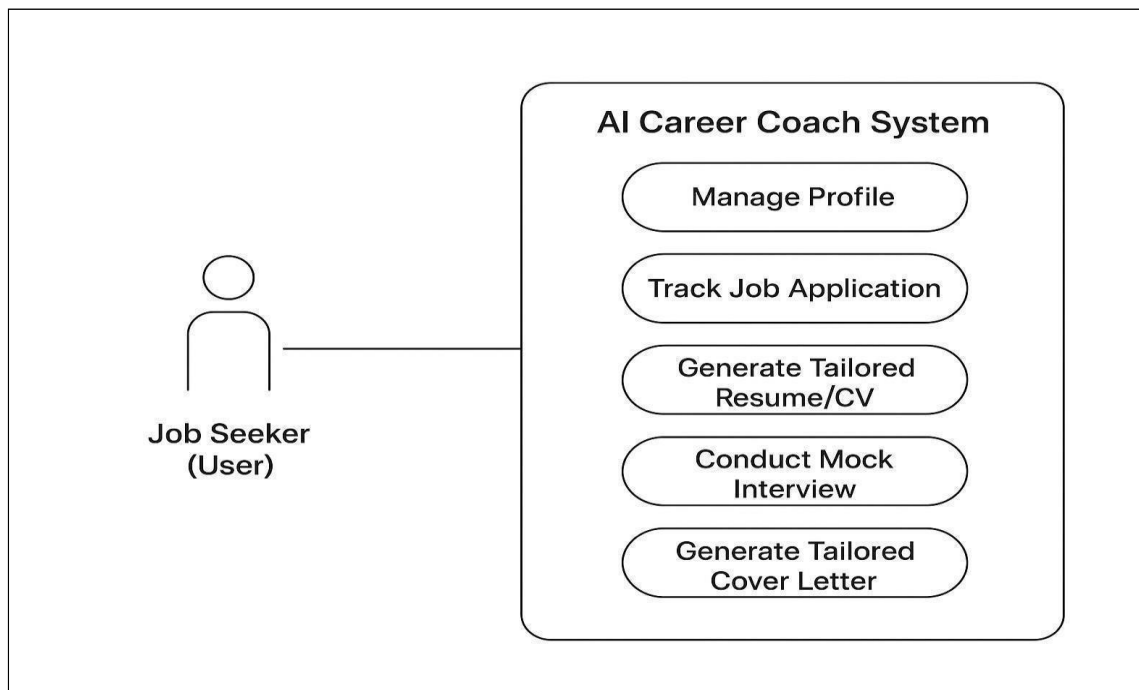 AI Career Coach System
Manage Profile
Track Job Application
Generate Tailored
Resume/CV
Conduct Mock
Interview
Generate Tailored
Cover Letter
Job Seeker
(User)